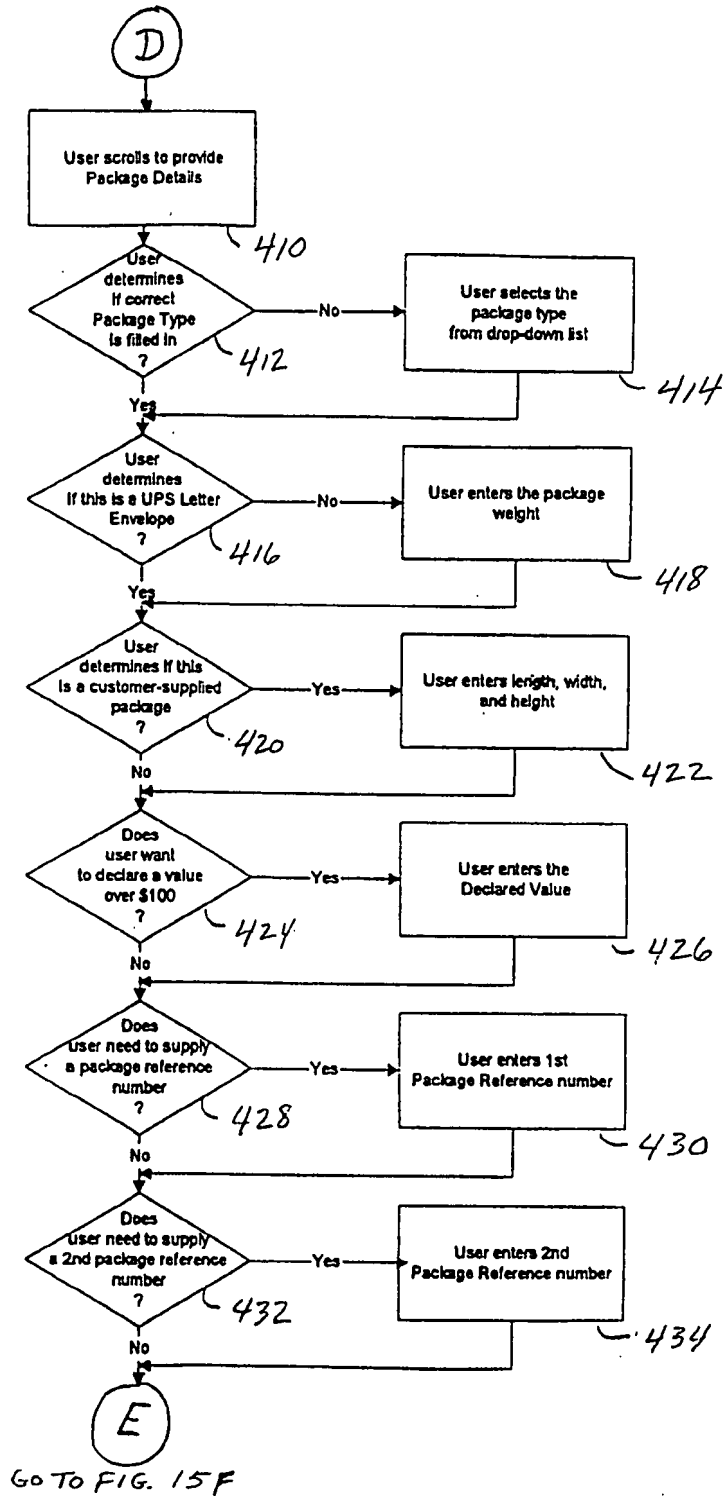 D
User scrolls to provide
Package Details
410
User
determines
If correct
Package Type
is filled in
?
412
No
User selects the
package type
from drop-down list
414
Yes
User
determines
If this is a UPS Letter
Envelope
?
416
No
User enters the package
weight
418
Yes
User
determines If this
Is a customer-supplied
package
?
420
Yes
User enters length, width,
and height
422
No
Does
user want
to declare a value
over $100
?
424
Yes
User enters the
Declared Value
426
No
Does
user need to supply
a package reference
number
?
428
Yes
User enters 1st
Package Reference number
430
No
Does
user need to supply
a 2nd package reference
number
?
432
Yes
User enters 2nd
Package Reference number
434
No
E
GO TO FIG. 15F